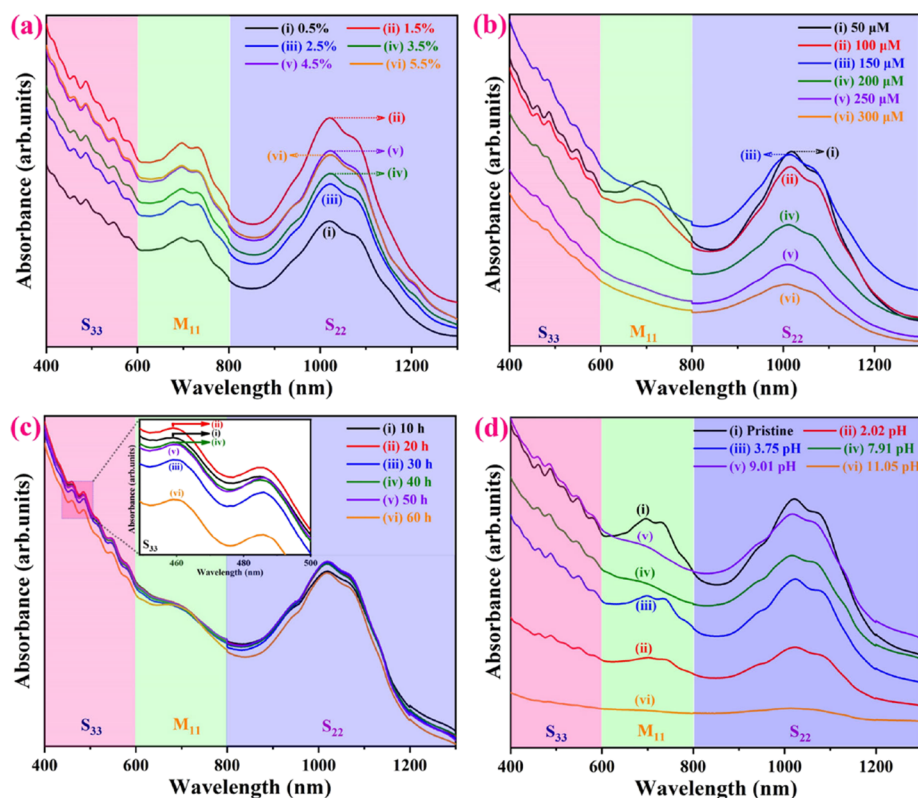 (a)
(i) 0.5% (ii) 1.5%
(iii) 2.5% (iv) 3.5%
(v) 4.5% (vi) 5.5%
(ii)
(v)
(vi)
(iv)
(iii)
(i)
S33 M11 S22
400 600 800 1000 1200
Wavelength (nm)
Absorbance (arb.units)
(b)
(i) 50 µM
(ii) 100 µM
(iii) 150 µM
(iv) 200 µM
(v) 250 µM
(vi) 300 µM
(iii) (i)
(ii)
(iv)
(v)
(vi)
S33 M11 S22
400 600 800 1000 1200
Wavelength (nm)
Absorbance (arb.units)
(c)
(i) 10 h
(ii) 20 h
(iii) 30 h
(iv) 40 h
(v) 50 h
(vi) 60 h
(ii)
(i)
(iv)
(v)
(iii)
(vi)
S33
460 480 500
Wavelength (nm)
Absorbance (arb.units)
S33 M11 S22
400 600 800 1000 1200
Wavelength (nm)
Absorbance (arb.units)
(d)
(i) Pristine (ii) 2.02 pH
(iii) 3.75 pH (iv) 7.91 pH
(v) 9.01 pH (vi) 11.05 pH
(i)
(v)
(iv)
(iii)
(ii)
(vi)
S33 M11 S22
400 600 800 1000 1200
Wavelength (nm)
Absorbance (arb.units)